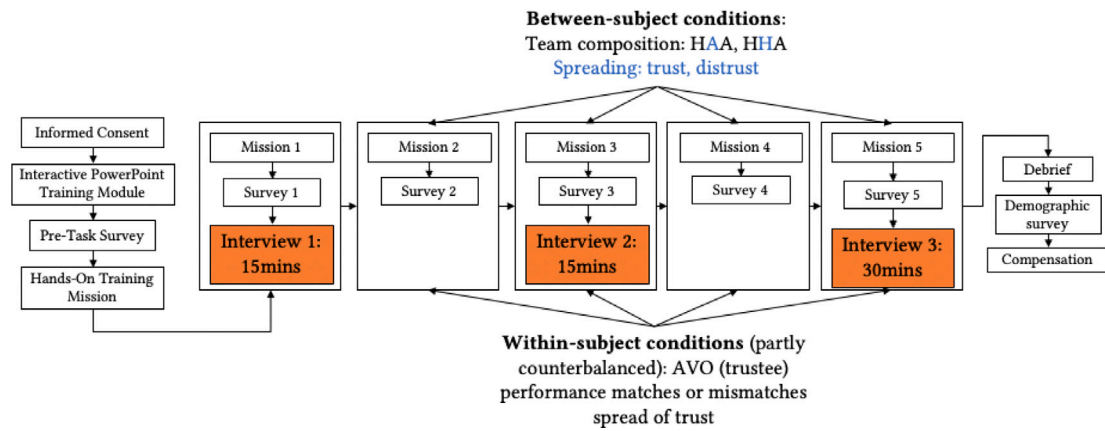 Between-subject conditions:
Team composition: HAA, HHA
Spreading: trust, distrust
Informed Consent
Interactive PowerPoint
Training Module
Pre-Task Survey
Hands-On Training
Mission
Mission 1
Survey 1
Interview 1:
15mins
Mission 2
Survey 2
Mission 3
Survey 3
Interview 2:
15mins
Mission 4
Survey 4
Mission 5
Survey 5
Interview 3:
30mins
Debrief
Demographic
survey
Compensation
Within-subject conditions (partly
counterbalanced): AVO (trustee)
performance matches or mismatches
spread of trust